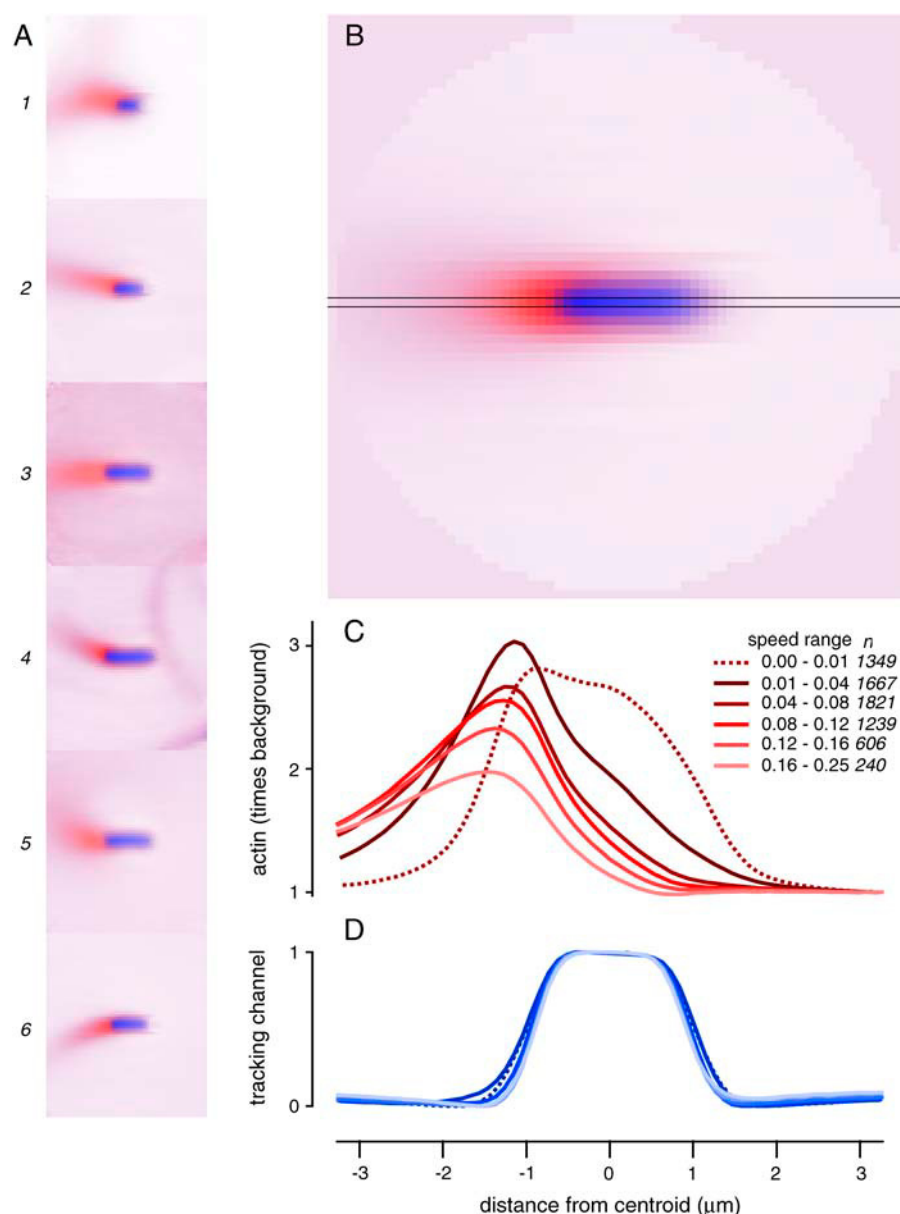 A
1
2
3
4
5
6
B
C
actin (times background)
3
2
1
speed range n
0.00 - 0.01 1349
0.01 - 0.04 1667
0.04 - 0.08 1821
0.08 - 0.12 1239
0.12 - 0.16 606
0.16 - 0.25 240
D
tracking channel
1
0
-3 -2 -1 0 1 2 3
distance from centroid (μm)